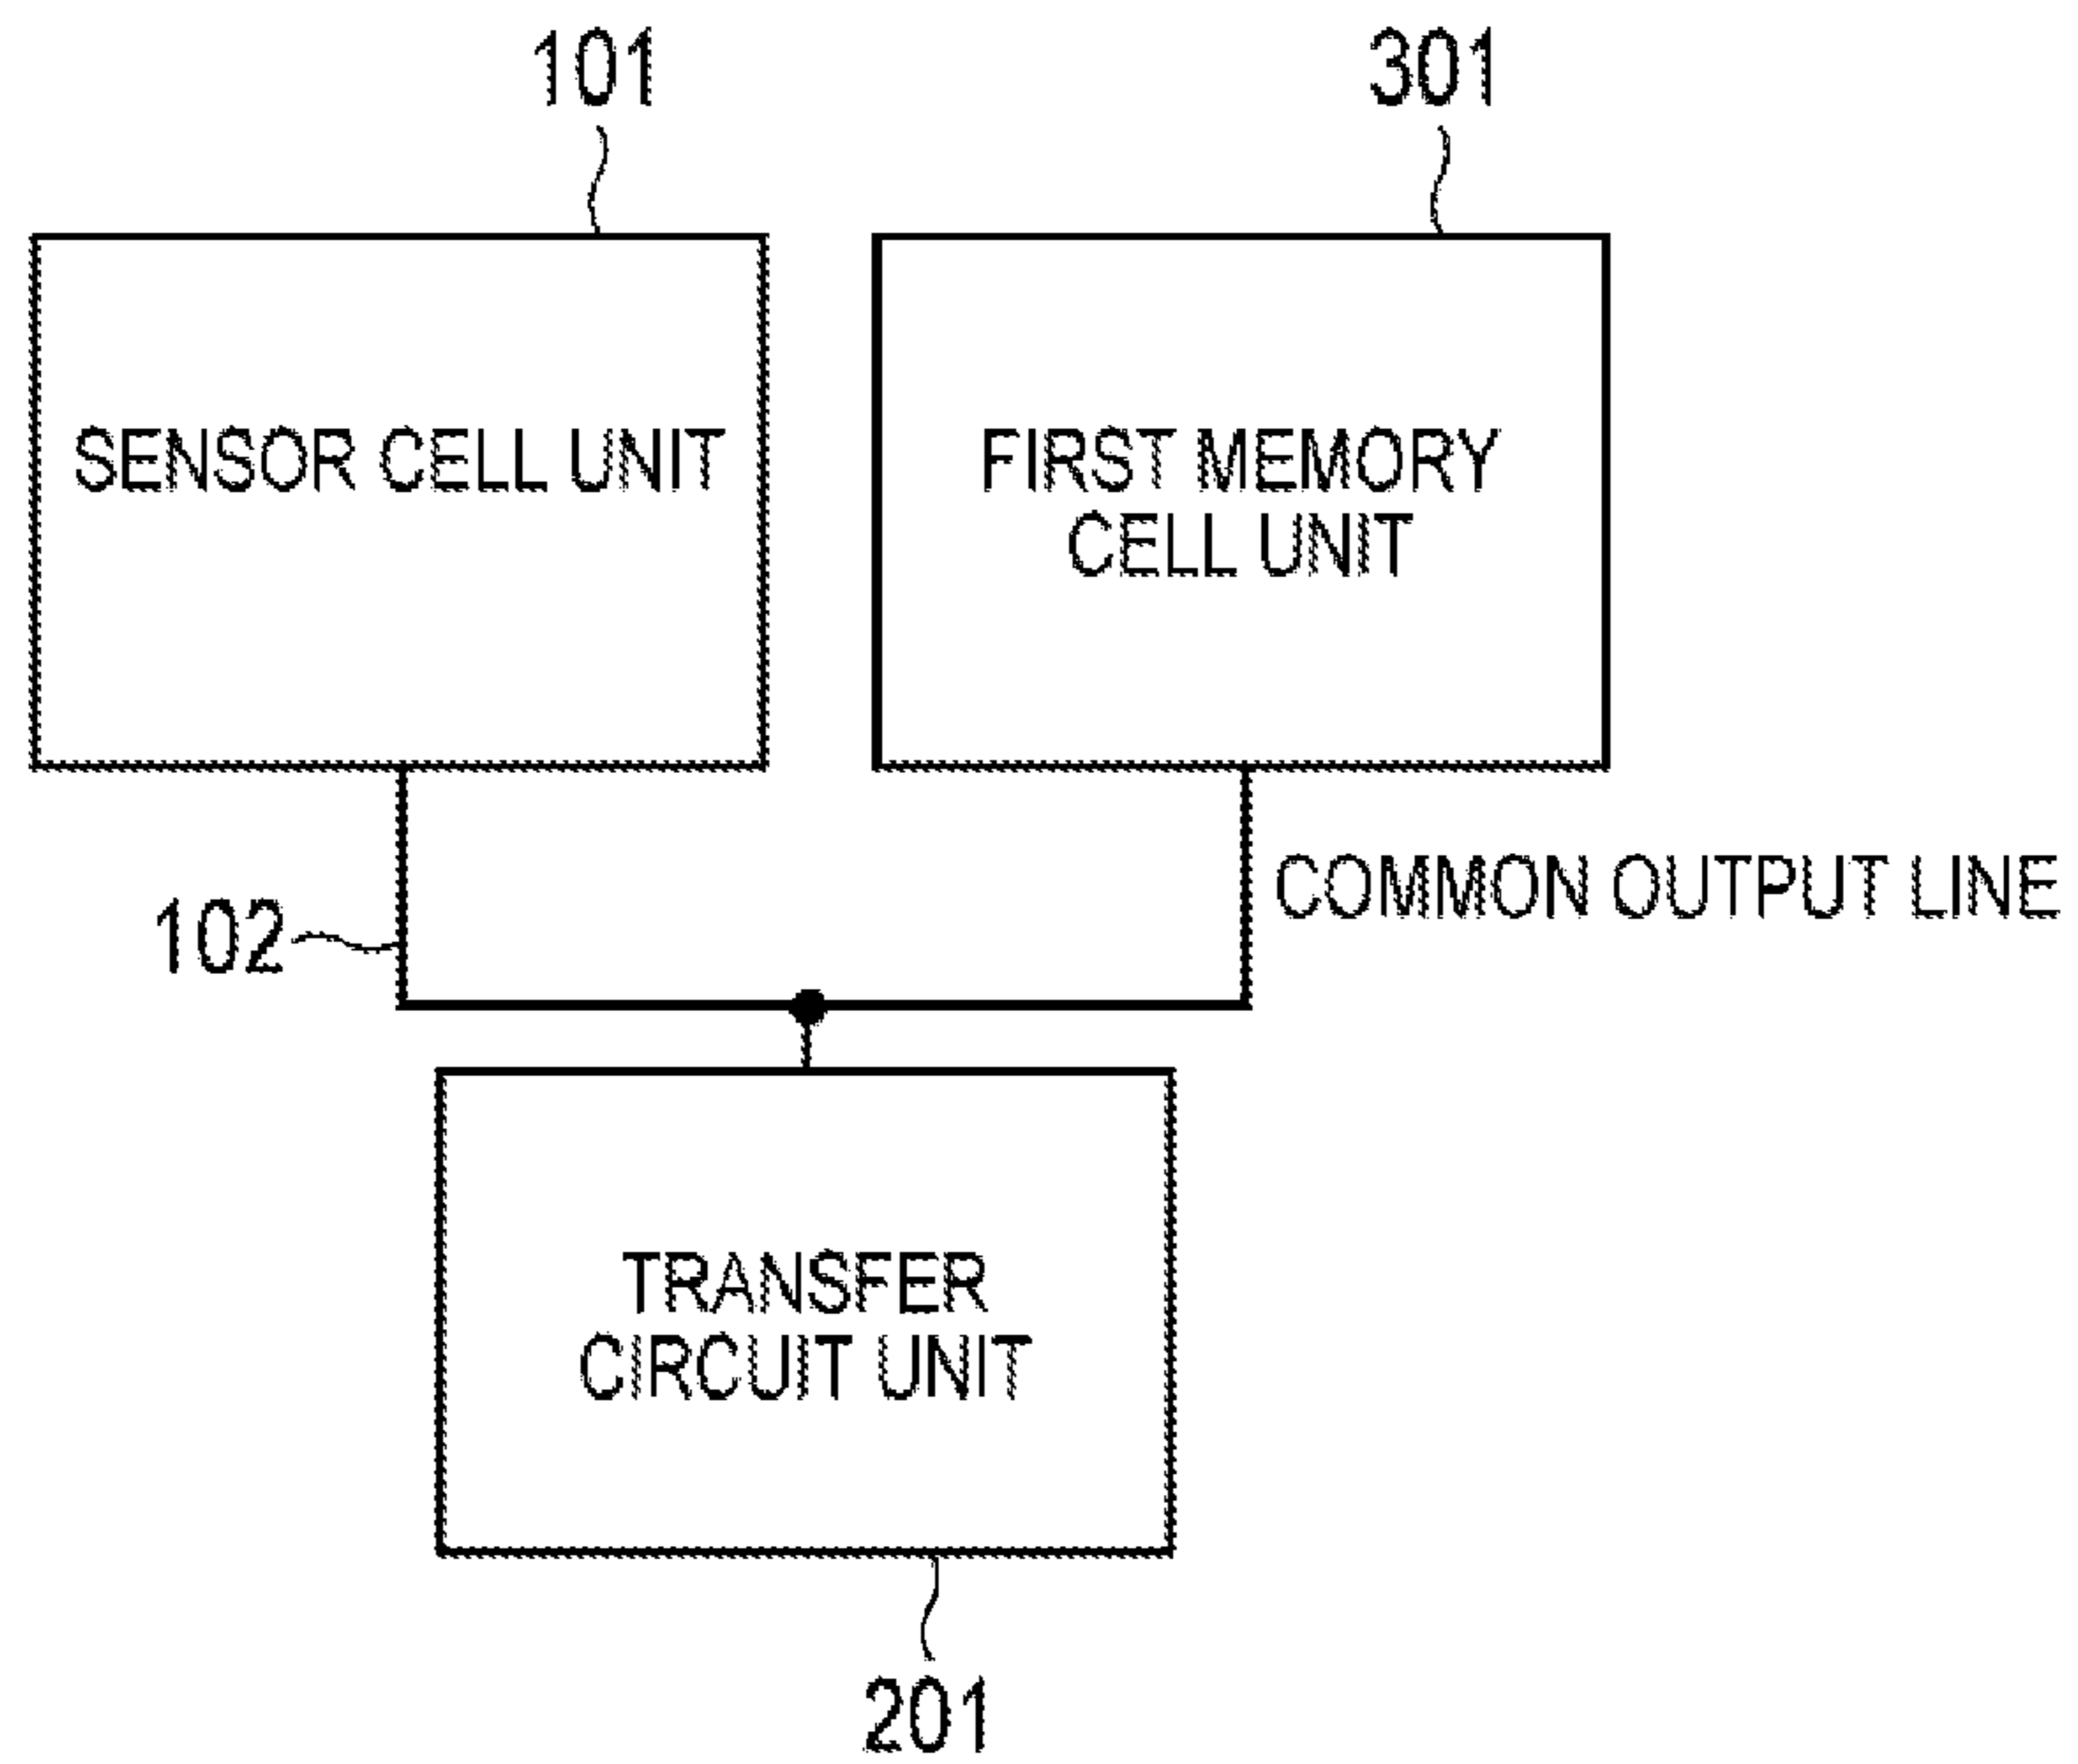 101
301
SENSOR CELL UNIT
FIRST MEMORY
CELL UNIT
COMMON OUTPUT LINE
102
TRANSFER
CIRCUIT UNIT
201